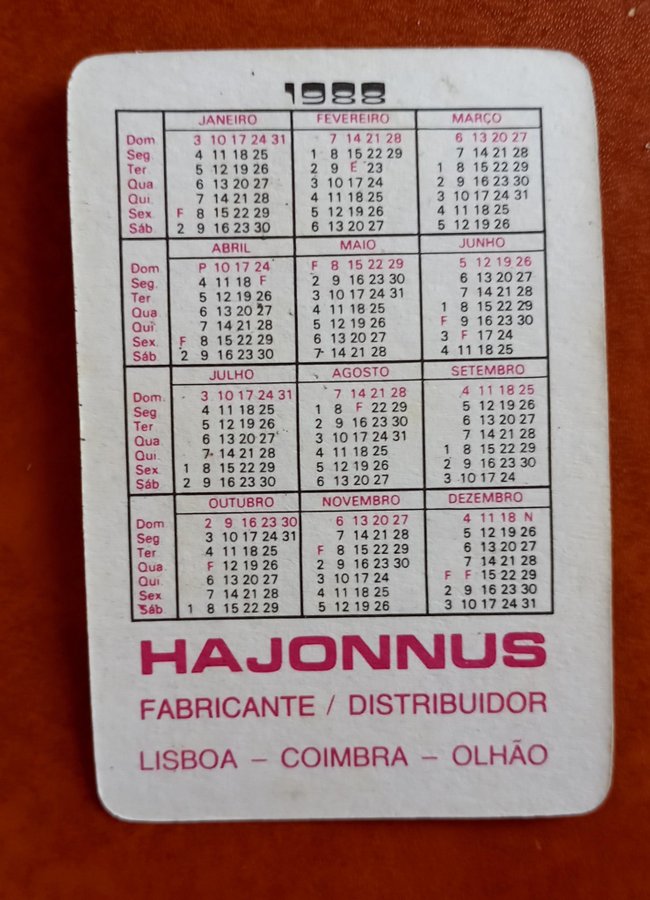 1988
JANEIRO FEVEREIRO MARÇO
Dom 3 10 17 24 31 7 14 21 28 6 13 20 27
Seg. 4 11 18 25 1 8 15 22 29 7 14 21 28
Ter 5 12 19 26 2 9 E 23 1 8 15 22 29
Qua 6 13 20 27 3 10 17 24 2 9 16 23 30
Qui. 7 14 21 28 4 11 18 25 3 10 17 24 31
Sex. F 8 15 22 29 5 12 19 26 4 11 18 25
Sáb. 2 9 16 23 30 6 13 20 27 5 12 19 26
ABRIL MAIO JUNHO
Dom P 10 17 24 F 8 15 22 29 5 12 19 26
Seg. 4 11 18 F 2 9 16 23 30 6 13 20 27
Ter 5 12 19 26 3 10 17 24 31 7 14 21 28
Qua 6 13 20 27 4 11 18 25 1 8 15 22 29
Qui 7 14 21 28 5 12 19 26 F 9 16 23 30
Sex. F 8 15 22 29 6 13 20 27 3 F 17 24
Sáb 2 9 16 23 30 7 14 21 28 4 11 18 25
JULHO AGOSTO SETEMBRO
Dom. 3 10 17 24 31 7 14 21 28 4 11 18 25
Seg 4 11 18 25 1 8 F 22 29 5 12 19 26
Ter 5 12 19 26 2 9 16 23 30 6 13 20 27
Qua. 6 13 20 27 3 10 17 24 31 7 14 21 28
Qui. 7 14 21 28 4 11 18 25 1 8 15 22 29
Sex 1 8 15 22 29 5 12 19 26 2 9 16 23 30
Sáb. 2 9 16 23 30 6 13 20 27 3 10 17 24
OUTUBRO NOVEMBRO DEZEMBRO
Dom 2 9 16 23 30 6 13 20 27 4 11 18 N
Seg 3 10 17 24 31 7 14 21 28 5 12 19 26
Ter 4 11 18 25 F 8 15 22 29 6 13 20 27
Qua. F 12 19 26 2 9 16 23 30 7 14 21 28
Qui. 6 13 20 27 3 10 17 24 F F 15 22 29
Sex 7 14 21 28 4 11 18 25 2 9 16 23 30
Sáb 1 8 15 22 29 5 12 19 26 3 10 17 24 31
HAJONNUS
FABRICANTE / DISTRIBUIDOR
LISBOA – COIMBRA – OLHÃO